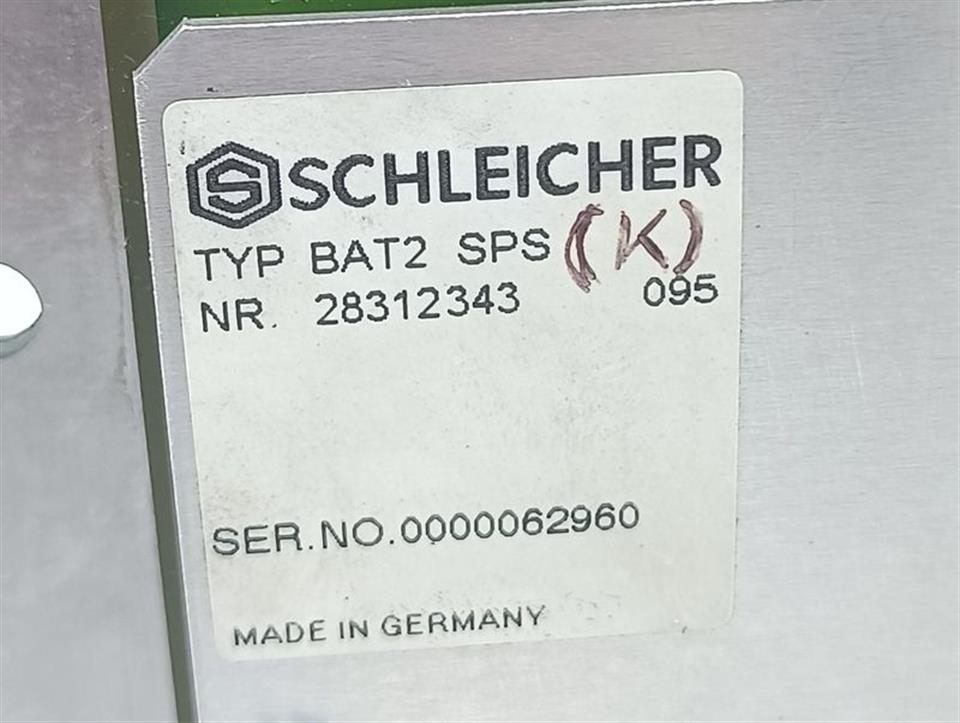 SCHLEICHER
TYP BAT2 SPS (K)
NR. 28312343 095
SER.NO.0000062960
MADE IN GERMANY